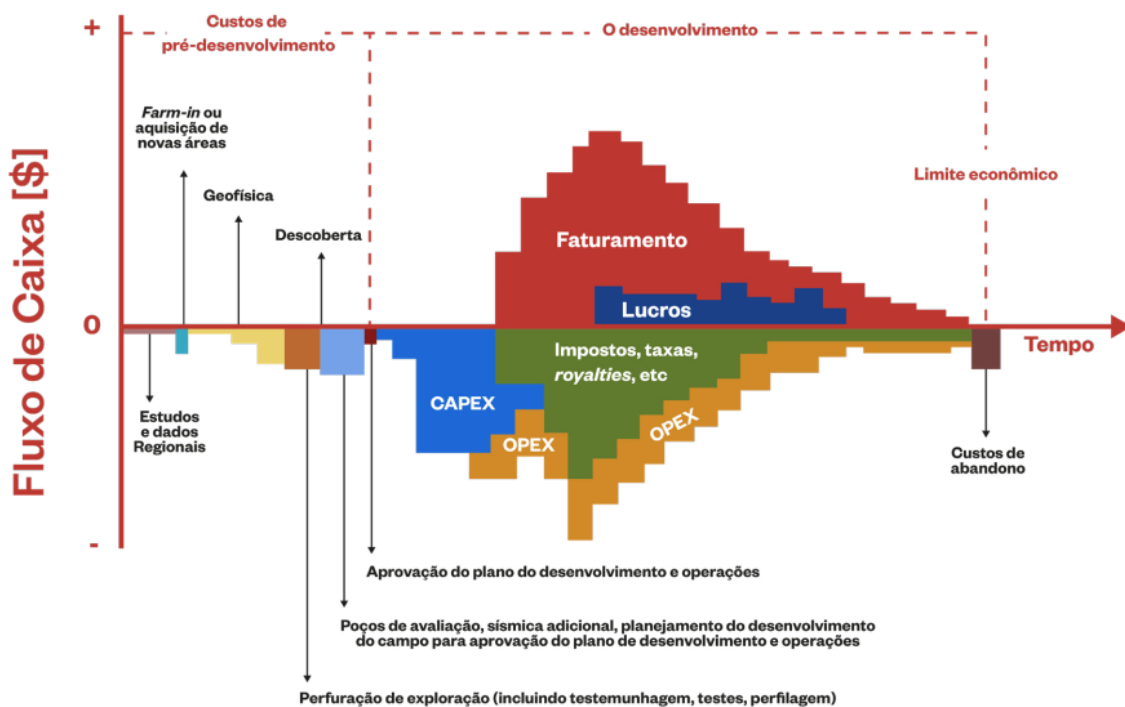 +
Custos de
pré-desenvolvimento
O desenvolvimento
Farm-in ou
aquisição de
novas áreas
Geofísica
Descoberta
Limite econômico
Faturamento
Lucros
Fluxo de Caixa [$]
0
Tempo
Impostos, taxas,
royalties, etc
CAPEX
OPEX
OPEX
Estudos
e dados
Regionais
Custos de
abandono
-
Aprovação do plano do desenvolvimento e operações
Poços de avaliação, sísmica adicional, planejamento do desenvolvimento
do campo para aprovação do plano de desenvolvimento e operações
Perfuração de exploração (incluindo testemunhagem, testes, perfilagem)